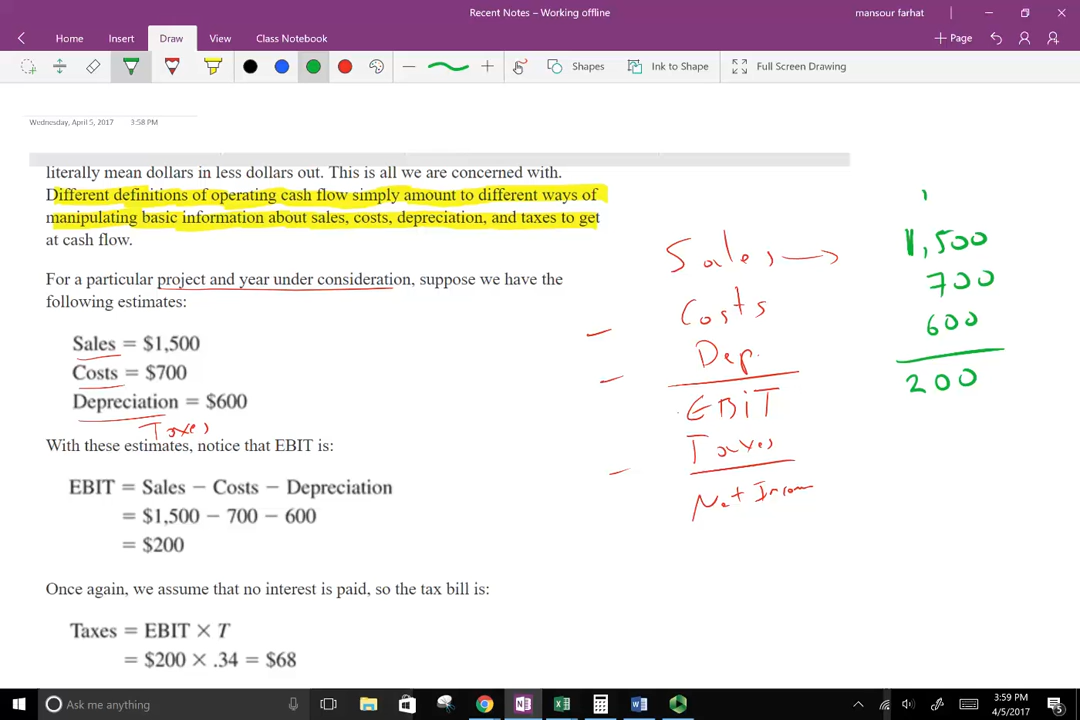 Recent Notes – Working offline
mansour farhat
Home
Insert
Draw
View
Class Notebook
Page
Shapes
Ink to Shape
Full Screen Drawing
Wednesday, April 5, 2017 3:58 PM
literally mean dollars in less dollars out. This is all we are concerned with.
Different definitions of operating cash flow simply amount to different ways of
manipulating basic information about sales, costs, depreciation, and taxes to get
at cash flow.
For a particular project and year under consideration, suppose we have the
following estimates:
Sales = $1,500
Costs = $700
Depreciation = $600
Taxes
With these estimates, notice that EBIT is:
EBIT = Sales − Costs − Depreciation
= $1,500 − 700 − 600
= $200
Once again, we assume that no interest is paid, so the tax bill is:
Taxes = EBIT × T
= $200 × .34 = $68
Sales
– Costs
– Dep.
EBIT
– Taxes
Net Incom
1,500
700
600
200
Ask me anything
3:59 PM
4/5/2017
5